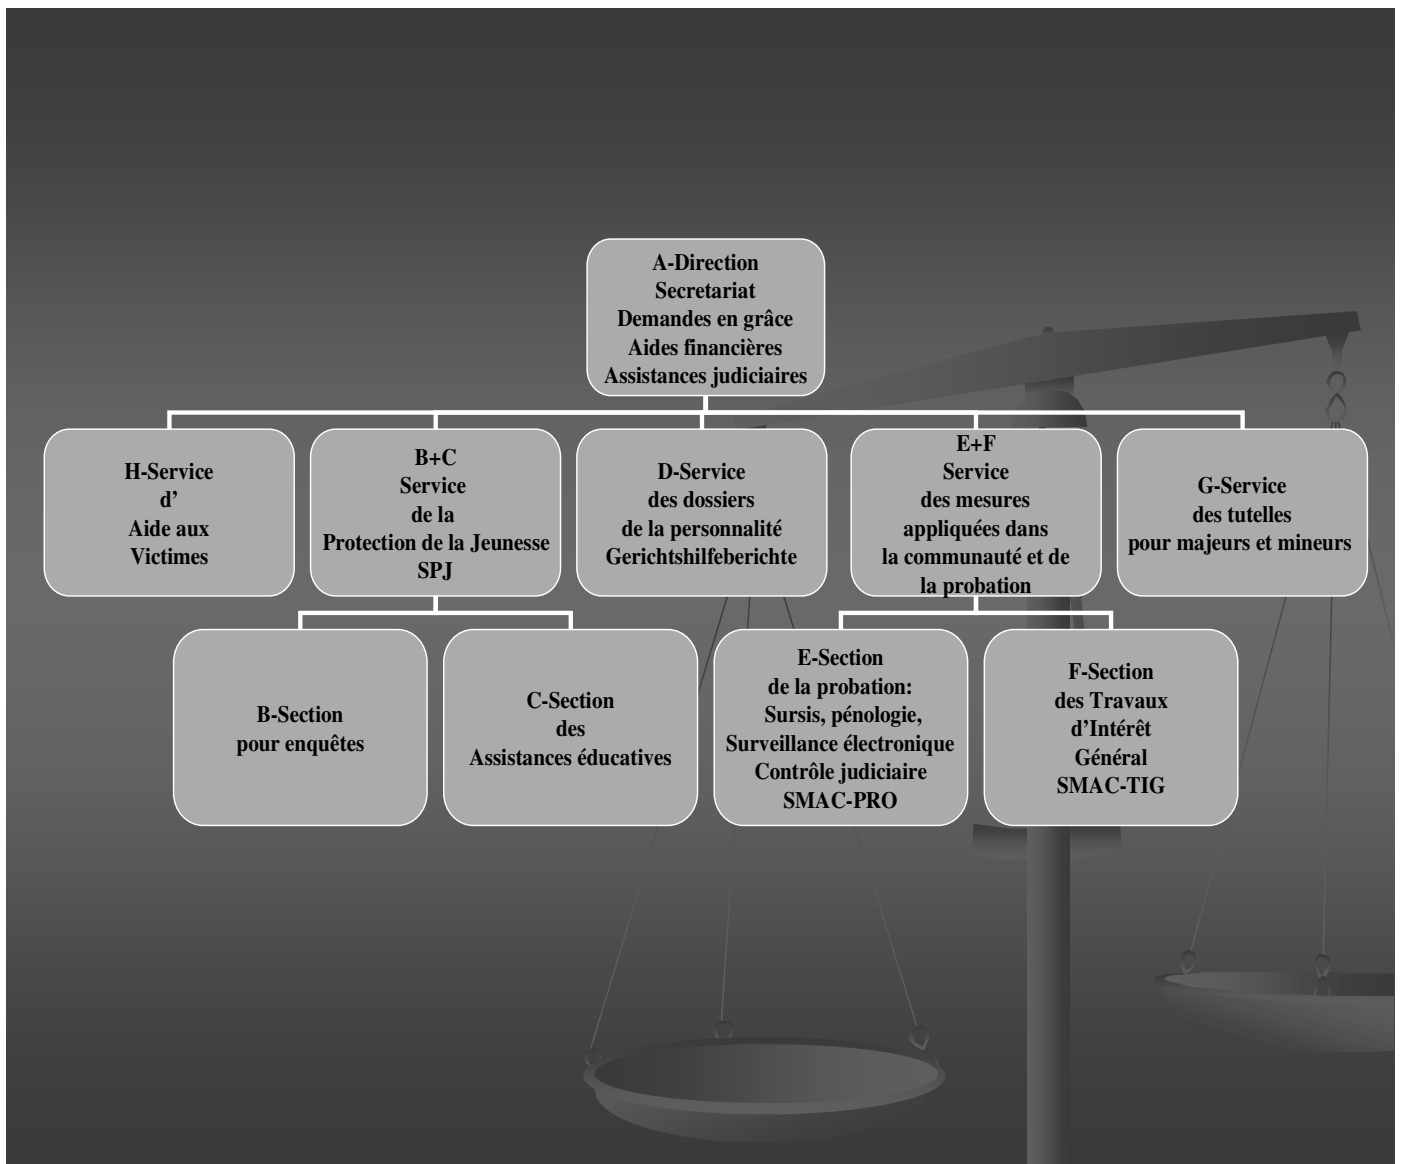 A-Direction
Secretariat
Demandes en grâce
Aides financières
Assistances judiciaires
H-Service
d’
Aide aux
Victimes
B+C
Service
de la
Protection de la Jeunesse
SPJ
D-Service
des dossiers
de la personnalité
Gerichtshilfeberichte
E+F
Service
des mesures
appliquées dans
la communauté et de
la probation
G-Service
des tutelles
pour majeurs et mineurs
B-Section
pour enquêtes
C-Section
des
Assistances éducatives
E-Section
de la probation:
Sursis, pénologie,
Surveillance électronique
Contrôle judiciaire
SMAC-PRO
F-Section
des Travaux
d’Intérêt
Général
SMAC-TIG